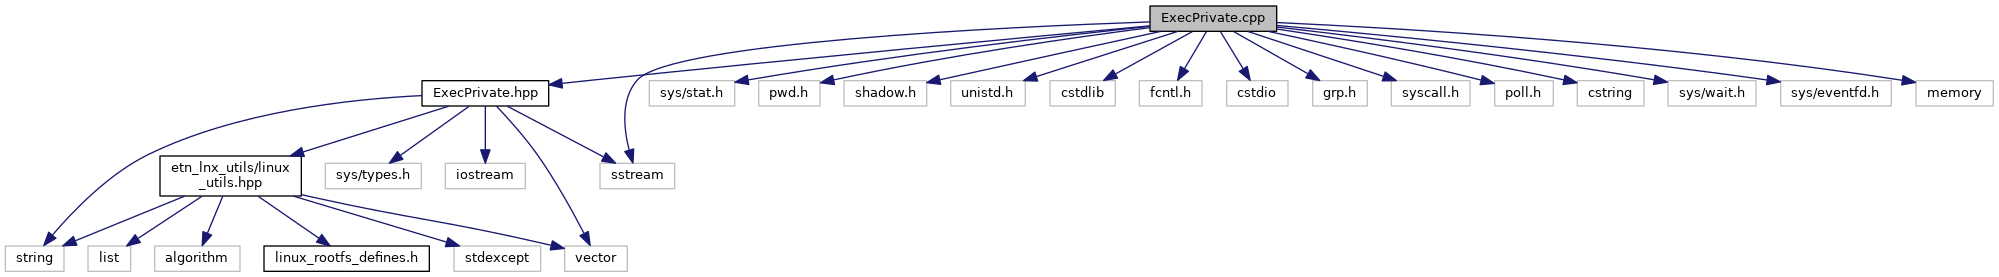 ExecPrivate.cpp
ExecPrivate.hpp
sys/stat.h
pwd.h
shadow.h
unistd.h
cstdlib
fcntl.h
cstdio
grp.h
syscall.h
poll.h
cstring
sys/wait.h
sys/eventfd.h
memory
etn_lnx_utils/linux
_utils.hpp
sys/types.h
iostream
sstream
string
list
algorithm
linux_rootfs_defines.h
stdexcept
vector